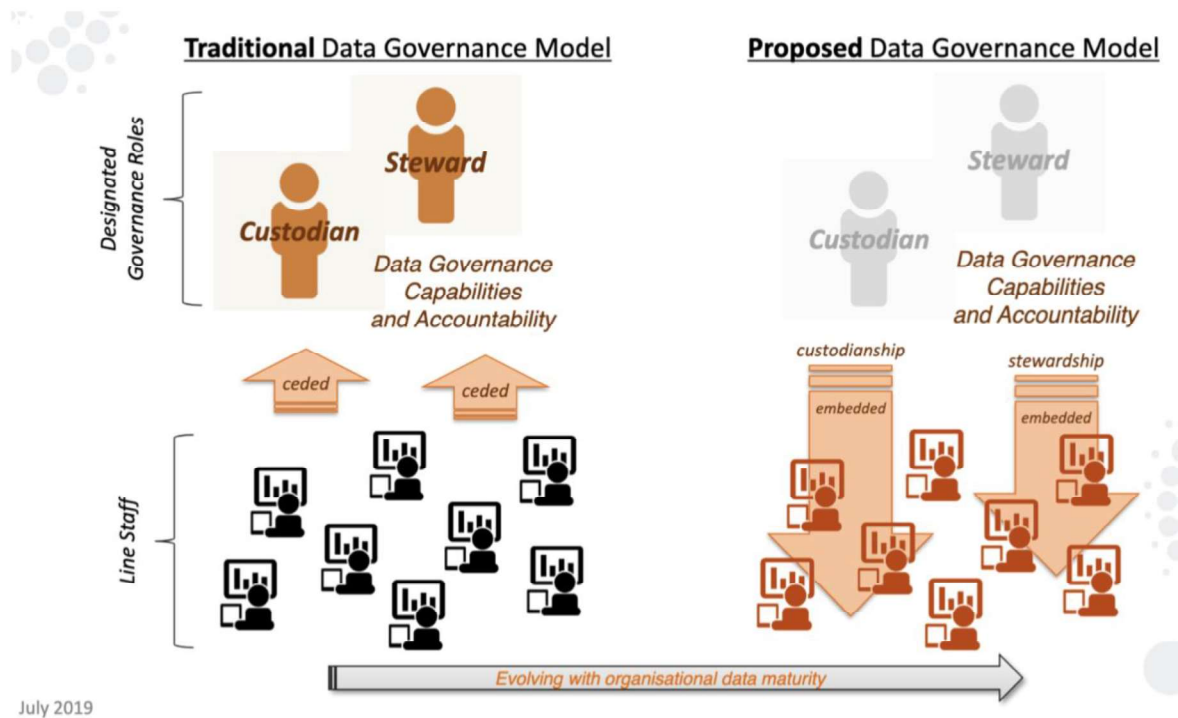 Traditional Data Governance Model
Proposed Data Governance Model
Designated
Governance Roles
Steward
Custodian
Data Governance
Capabilities
and Accountability
Steward
Custodian
Data Governance
Capabilities
and Accountability
ceded
ceded
custodianship
embedded
stewardship
embedded
Line Staff
Evolving with organisational data maturity
July 2019